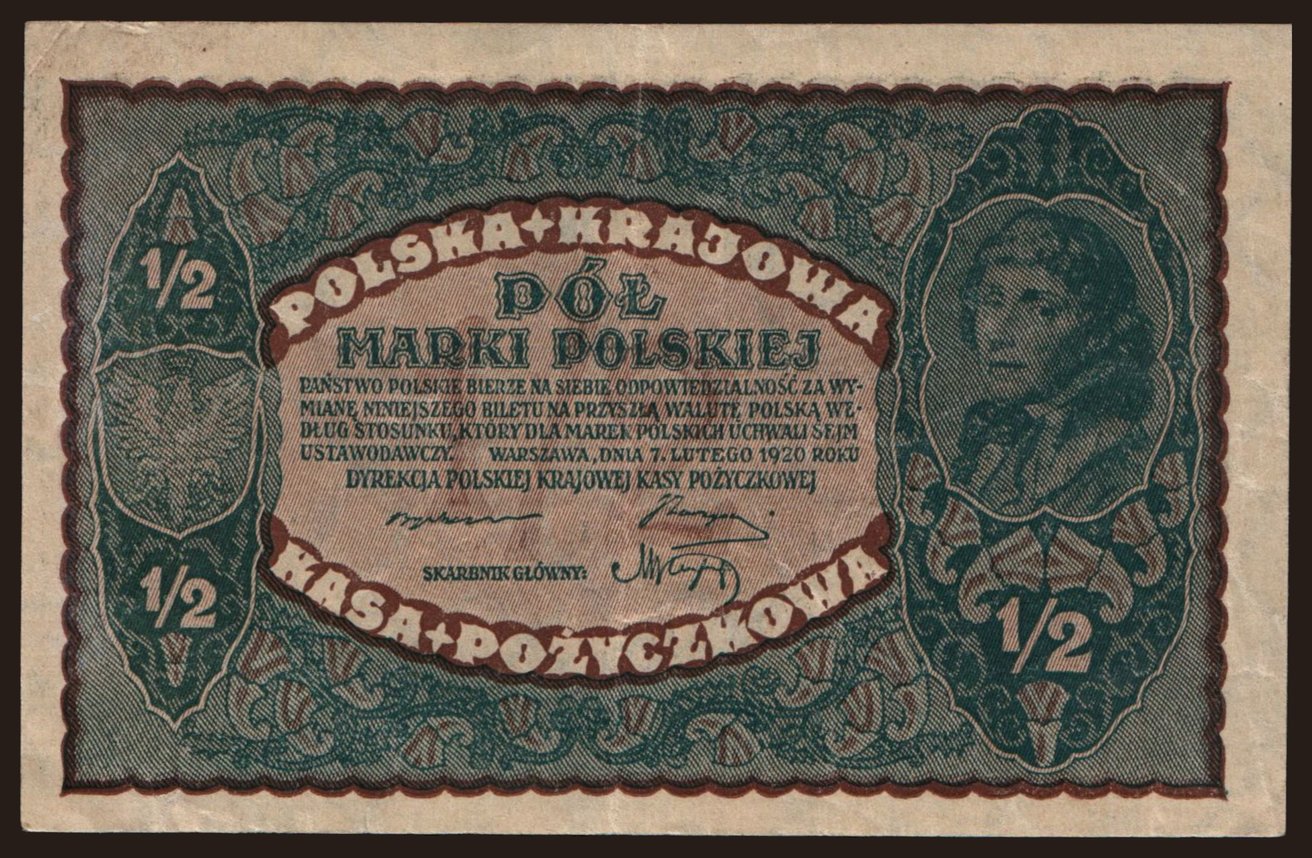 POLSKA + KRAJOWA
PÓŁ
MARKI POLSKIEJ
PAŃSTWO POLSKIE BIERZE NA SIEBIE ODPOWIEDZIALNOŚĆ ZA WY-
MIANĘ NINIEJSZEGO BILETU NA PRZYSZŁĄ WALUTĘ POLSKĄ WE-
DŁUG STOSUNKU, KTÓRY DLA MAREK POLSKICH UCHWALI SEJM
USTAWODAWCZY. WARSZAWA, DNIA 7. LUTEGO 1920 ROKU
DYREKCJA POLSKIEJ KRAJOWEJ KASY POŻYCZKOWEJ
SKARBNIK GŁÓWNY:
KASA + POŻYCZKOWA
1/2
1/2
1/2